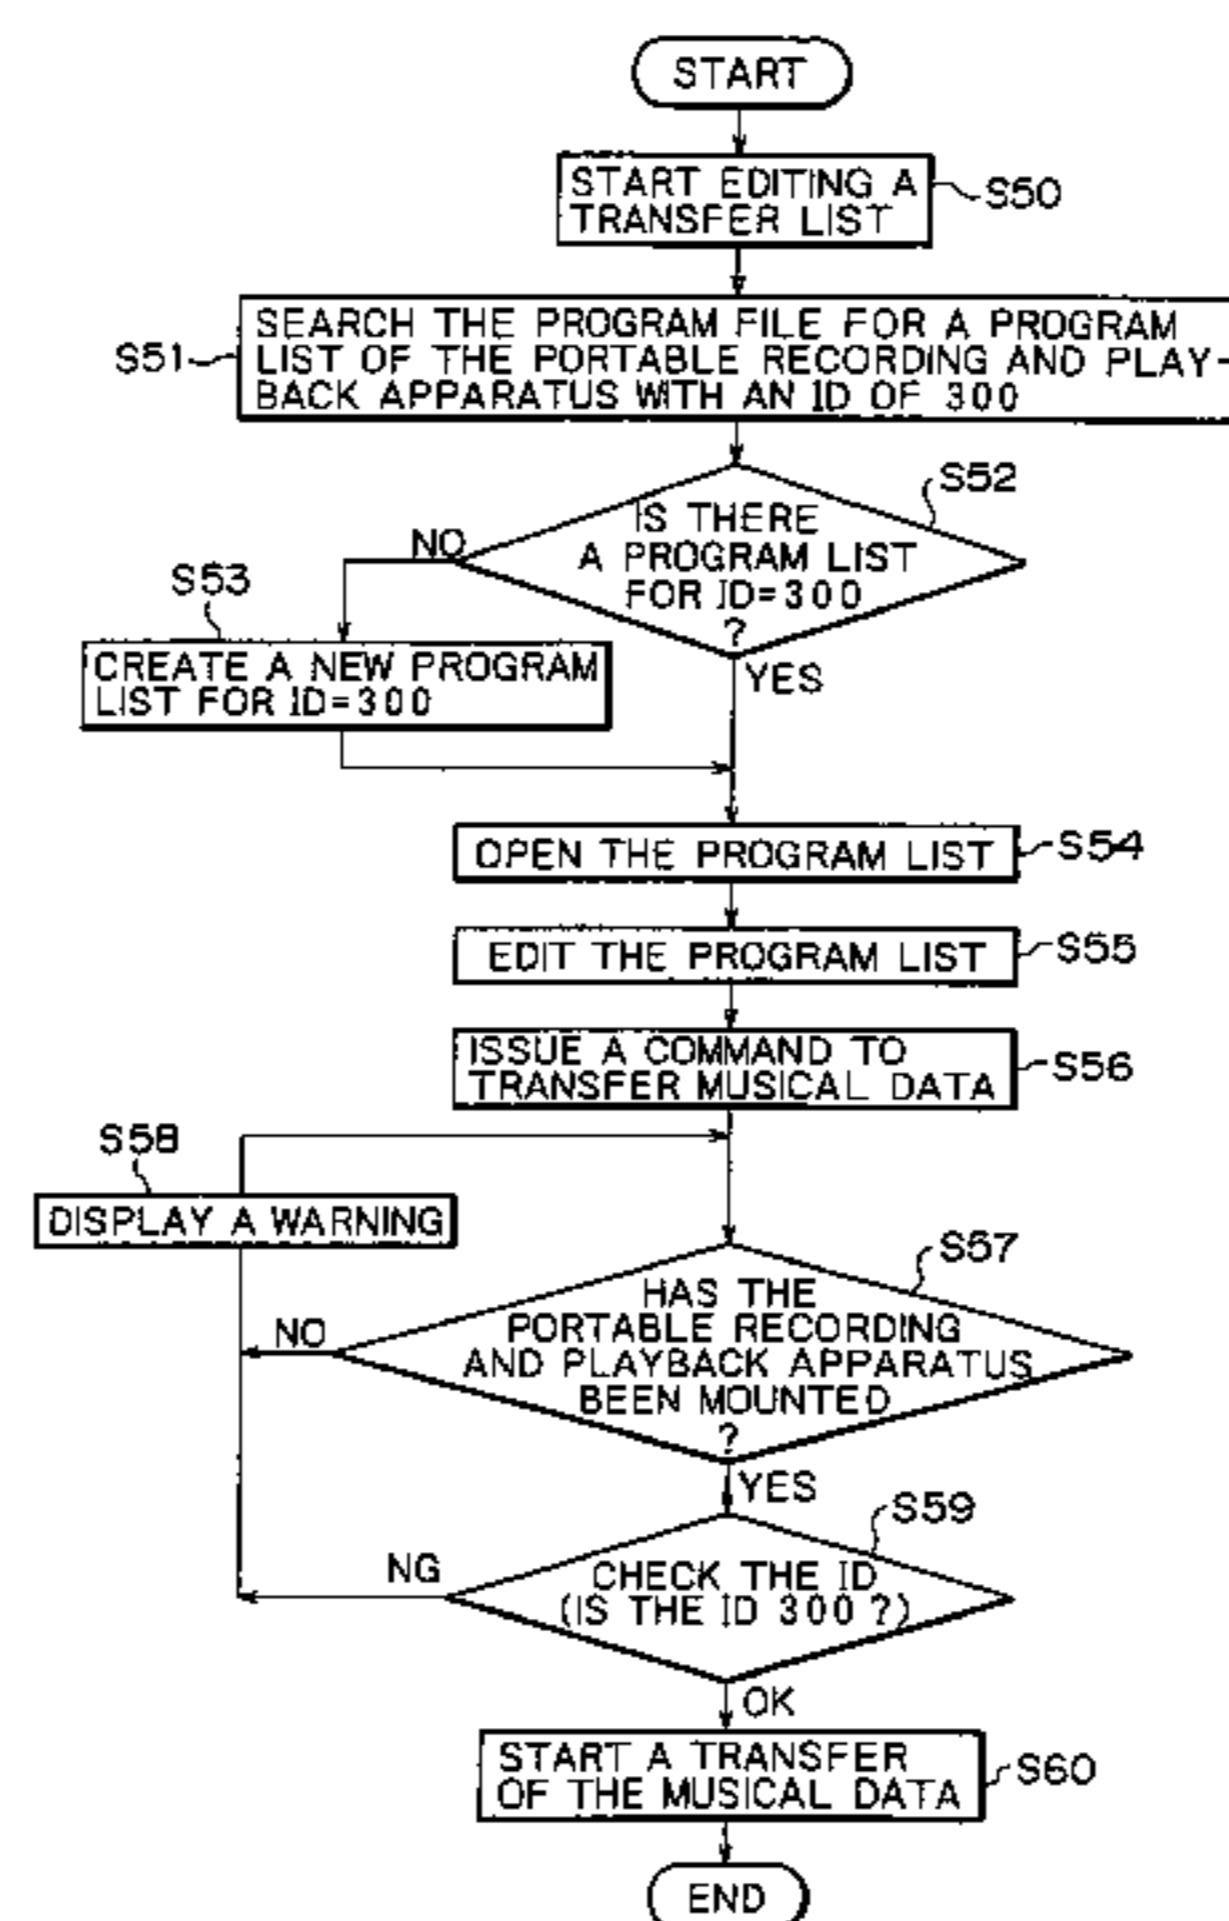 START
START EDITING A
TRANSFER LIST
S50
SEARCH THE PROGRAM FILE FOR A PROGRAM
LIST OF THE PORTABLE RECORDING AND PLAY-
BACK APPARATUS WITH AN ID OF 300
S51
S52
IS THERE
A PROGRAM LIST
FOR ID=300
?
NO
YES
S53
CREATE A NEW PROGRAM
LIST FOR ID=300
OPEN THE PROGRAM LIST
S54
EDIT THE PROGRAM LIST
S55
ISSUE A COMMAND TO
TRANSFER MUSICAL DATA
S56
S58
DISPLAY A WARNING
S57
HAS THE
PORTABLE RECORDING
AND PLAYBACK APPARATUS
BEEN MOUNTED
?
NO
YES
S59
CHECK THE ID
(IS THE ID 300 ?)
NG
OK
START A TRANSFER
OF THE MUSICAL DATA
S60
END